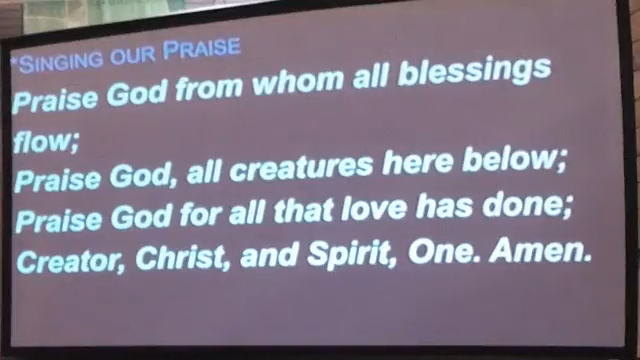 *SINGING OUR PRAISE
Praise God from whom all blessings
flow;
Praise God, all creatures here below;
Praise God for all that love has done;
Creator, Christ, and Spirit, One. Amen.